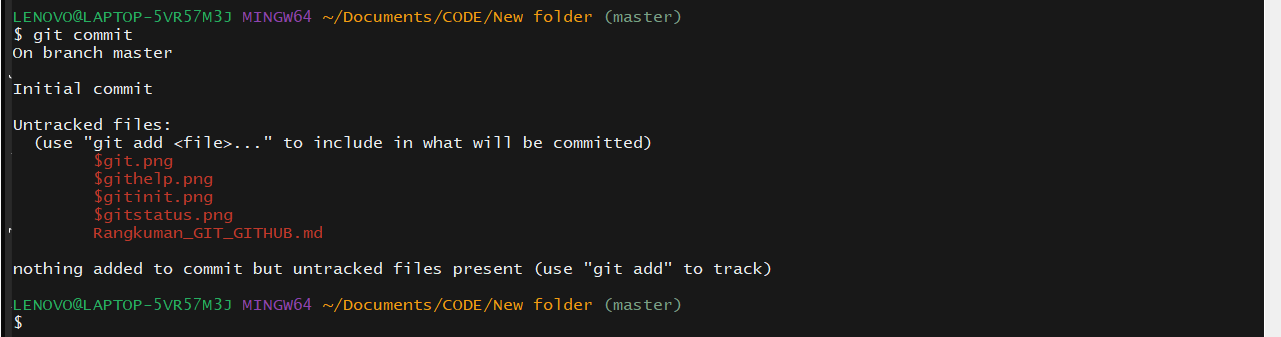 LENOVO@LAPTOP-5VR57M3J MINGW64 ~/Documents/CODE/New folder (master)
$ git commit
On branch master
Initial commit
Untracked files:
  (use "git add <file>..." to include in what will be committed)
        $git.png
        $githelp.png
        $gitinit.png
        $gitstatus.png
        Rangkuman_GIT_GITHUB.md
nothing added to commit but untracked files present (use "git add" to track)
LENOVO@LAPTOP-5VR57M3J MINGW64 ~/Documents/CODE/New folder (master)
$